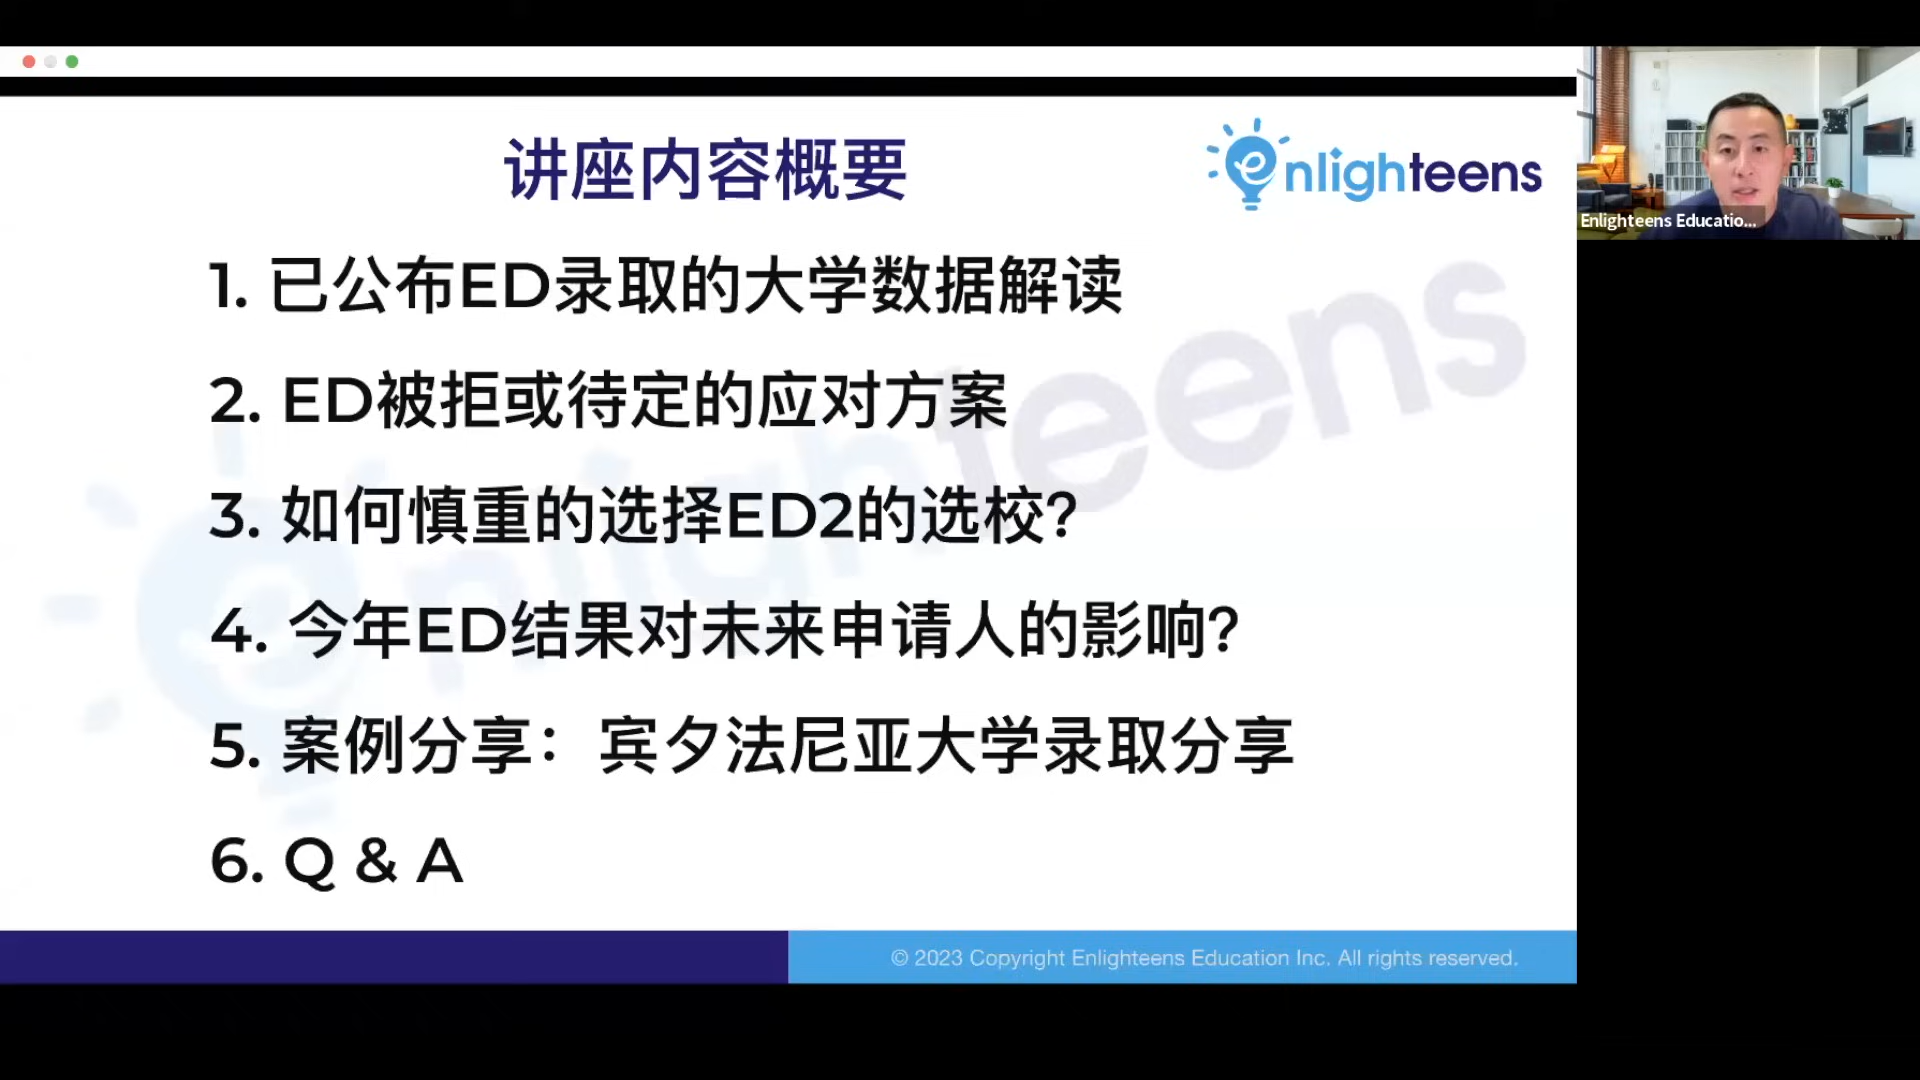 讲座内容概要
enlighteens
Enlighteens Educatio...
1. 已公布ED录取的大学数据解读
2. ED被拒或待定的应对方案
3. 如何慎重的选择ED2的选校?
4. 今年ED结果对未来申请人的影响?
5. 案例分享：宾夕法尼亚大学录取分享
6. Q & A
enlighteens
© 2023 Copyright Enlighteens Education Inc. All rights reserved.